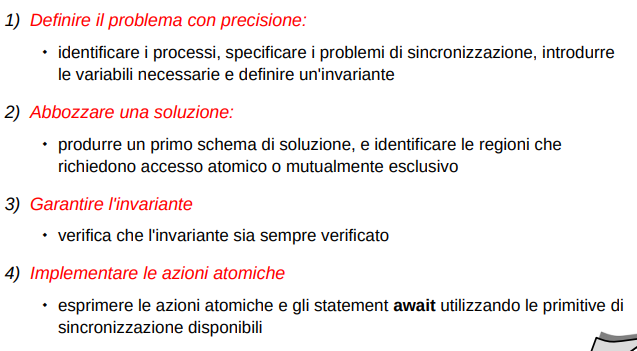 1) Definire il problema con precisione:
• identificare i processi, specificare i problemi di sincronizzazione, introdurre
le variabili necessarie e definire un'invariante
2) Abbozzare una soluzione:
• produrre un primo schema di soluzione, e identificare le regioni che
richiedono accesso atomico o mutualmente esclusivo
3) Garantire l'invariante
• verifica che l'invariante sia sempre verificato
4) Implementare le azioni atomiche
• esprimere le azioni atomiche e gli statement await utilizzando le primitive di
sincronizzazione disponibili